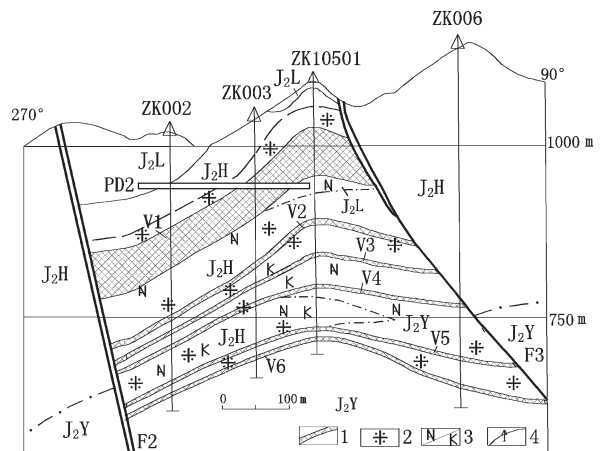 ZK006
ZK10501
J₂L
90°
ZK003
270°
ZK002
1000 m
J₂L
J₂H
J₂H
PD2
N
J₂L
V1
V2
N
V3
J₂H
K
N
V4
J₂H
N
K
N
K
N
750 m
J₂Y
J₂Y
J₂H
V5
F3
K
N
V6
0 100 m
J₂Y
J₂Y
F2
1 2 N K 3 4